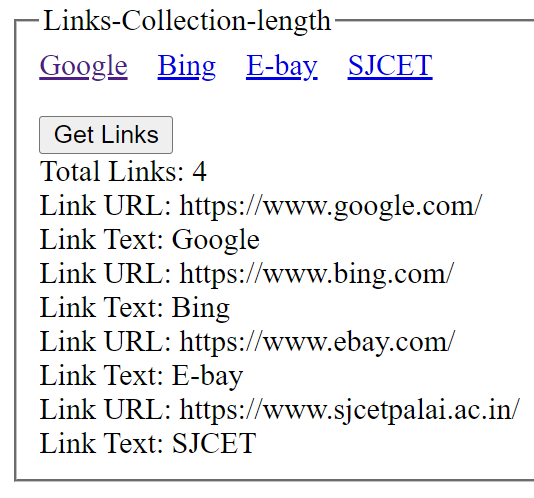 Links-Collection-length
Google Bing E-bay SJCET
Get Links
Total Links: 4
Link URL: https://www.google.com/
Link Text: Google
Link URL: https://www.bing.com/
Link Text: Bing
Link URL: https://www.ebay.com/
Link Text: E-bay
Link URL: https://www.sjcetpalai.ac.in/
Link Text: SJCET